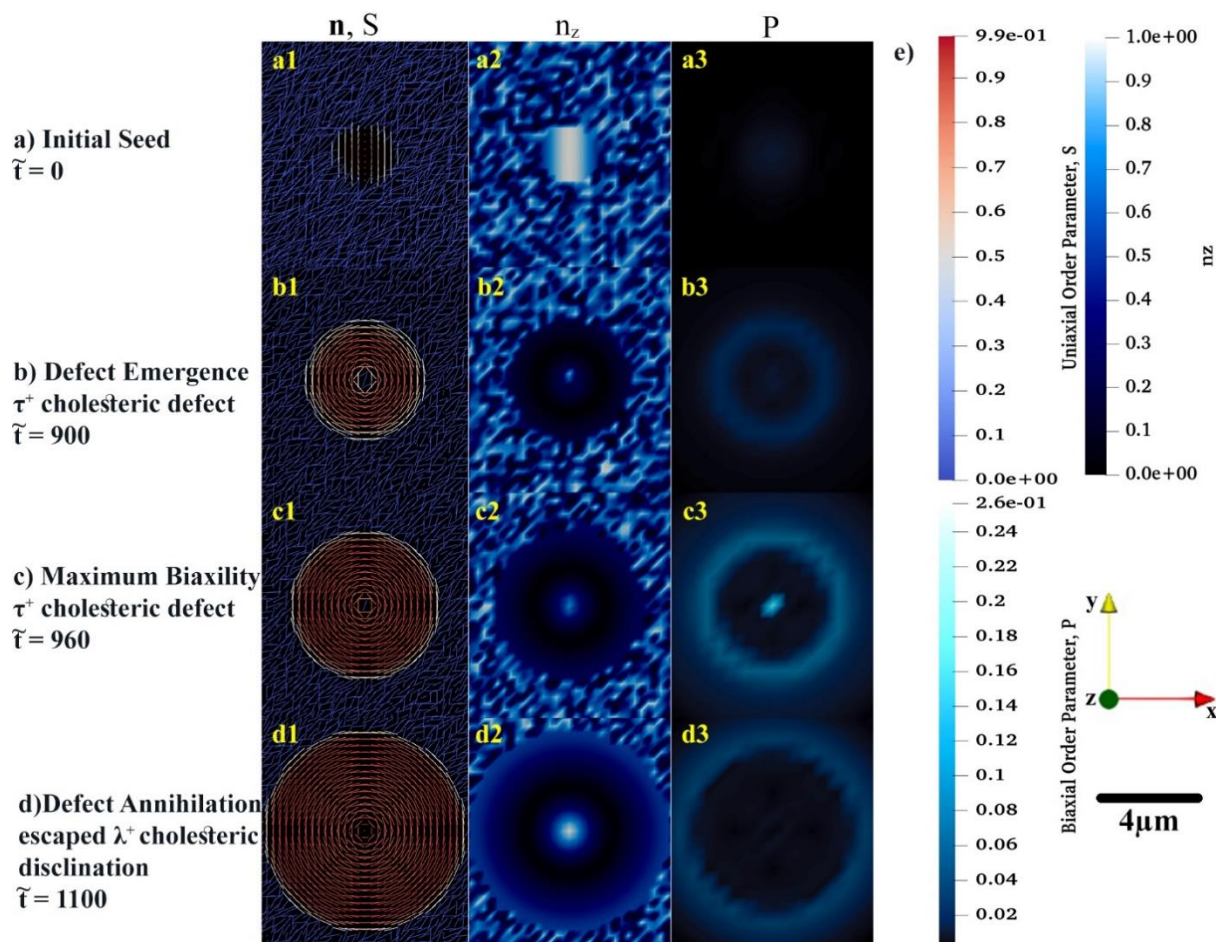 n, S
n_z
P
a1
a2
a3
a) Initial Seed
t̃ = 0
b1
b2
b3
b) Defect Emergence
τ⁺ cholesteric defect
t̃ = 900
c1
c2
c3
c) Maximum Biaxility
τ⁺ cholesteric defect
t̃ = 960
d1
d2
d3
d)Defect Annihilation
escaped λ⁺ cholesteric
disclination
t̃ = 1100
e)
9.9e-01
0.9
0.8
0.7
0.6
0.5
0.4
0.3
0.2
0.1
0.0e+00
Uniaxial Order Parameter, S
1.0e+00
0.9
0.8
0.7
0.6
0.5
0.4
0.3
0.2
0.1
0.0e+00
nz
2.6e-01
0.24
0.22
0.2
0.18
0.16
0.14
0.12
0.1
0.08
0.06
0.04
0.02
Biaxial Order Parameter, P
y
z
x
4µm